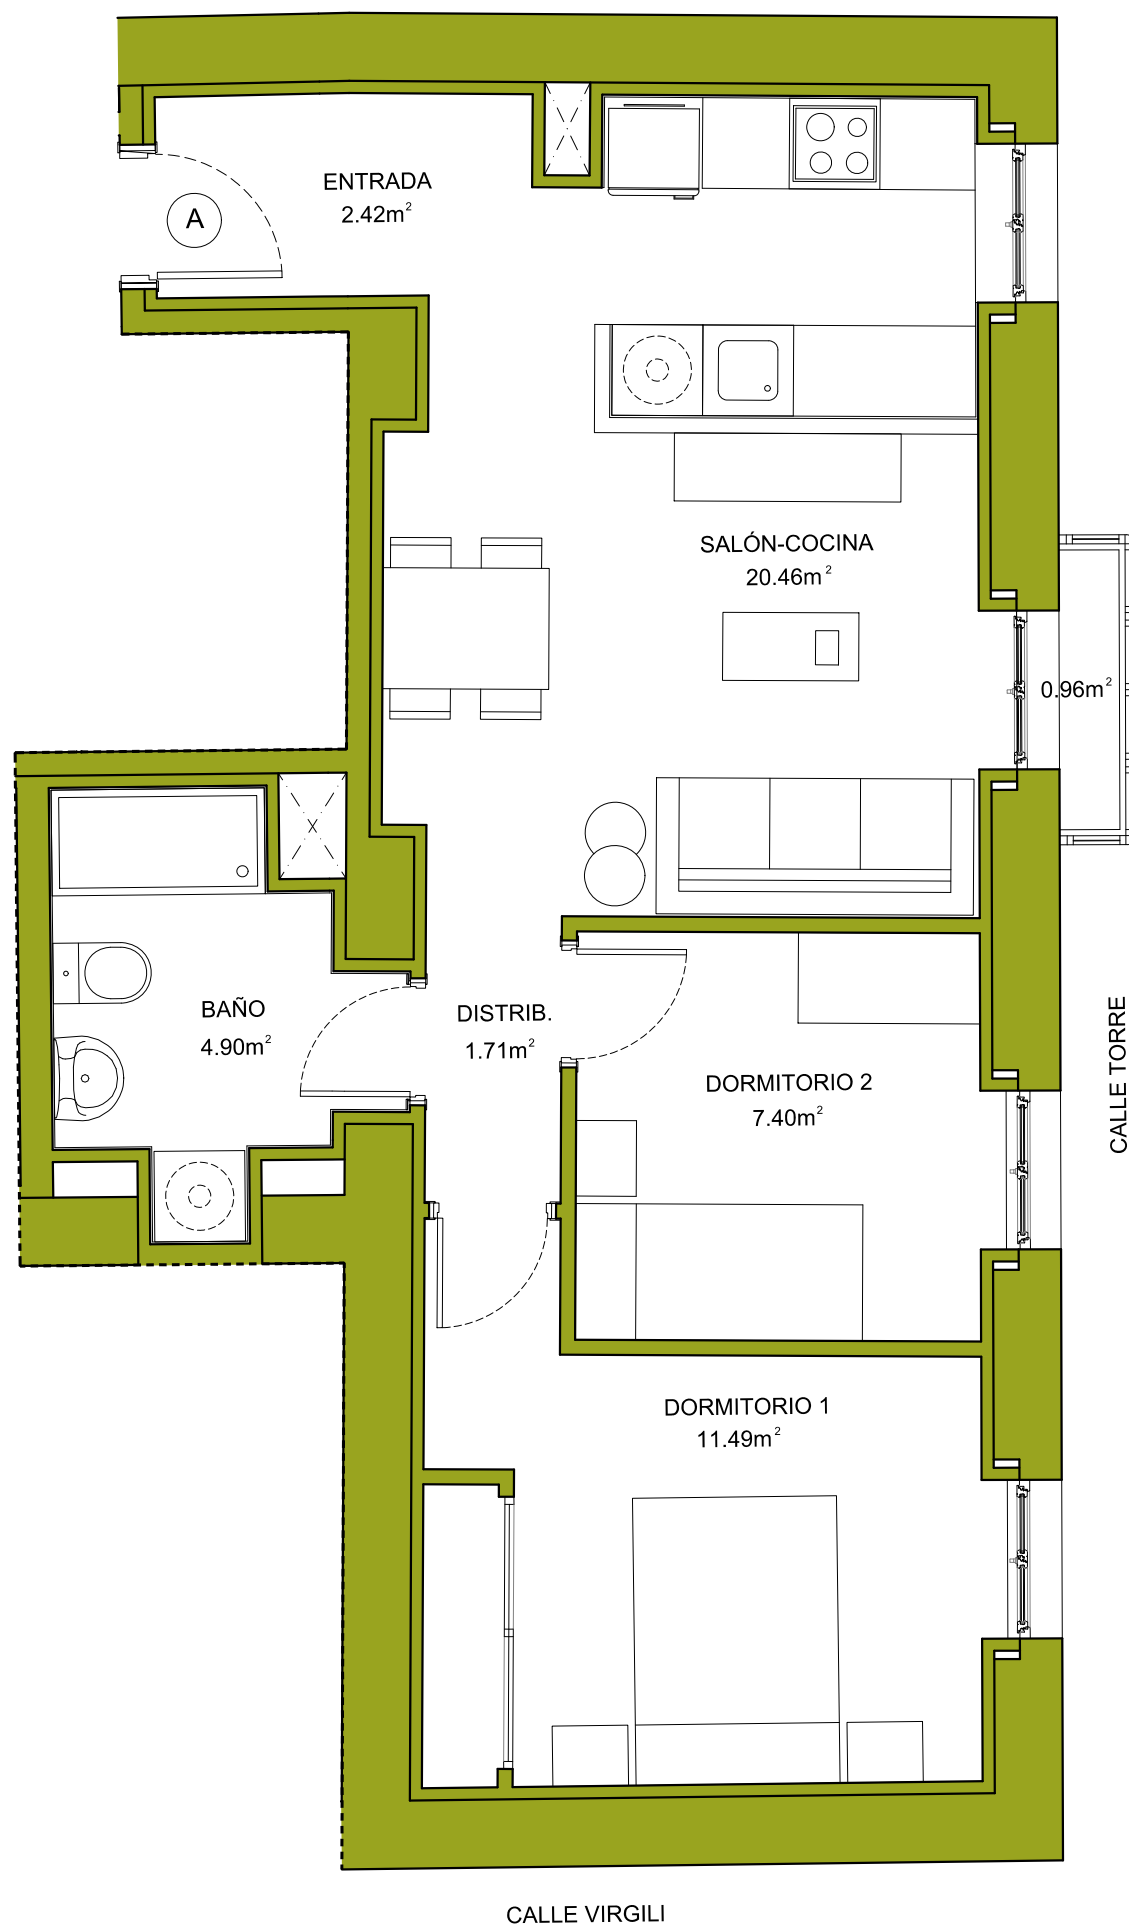 ENTRADA
2.42m²
A
SALÓN-COCINA
20.46m²
0.96m²
BAÑO
4.90m²
DISTRIB.
1.71m²
DORMITORIO 2
7.40m²
CALLE TORRE
DORMITORIO 1
11.49m²
CALLE VIRGILI